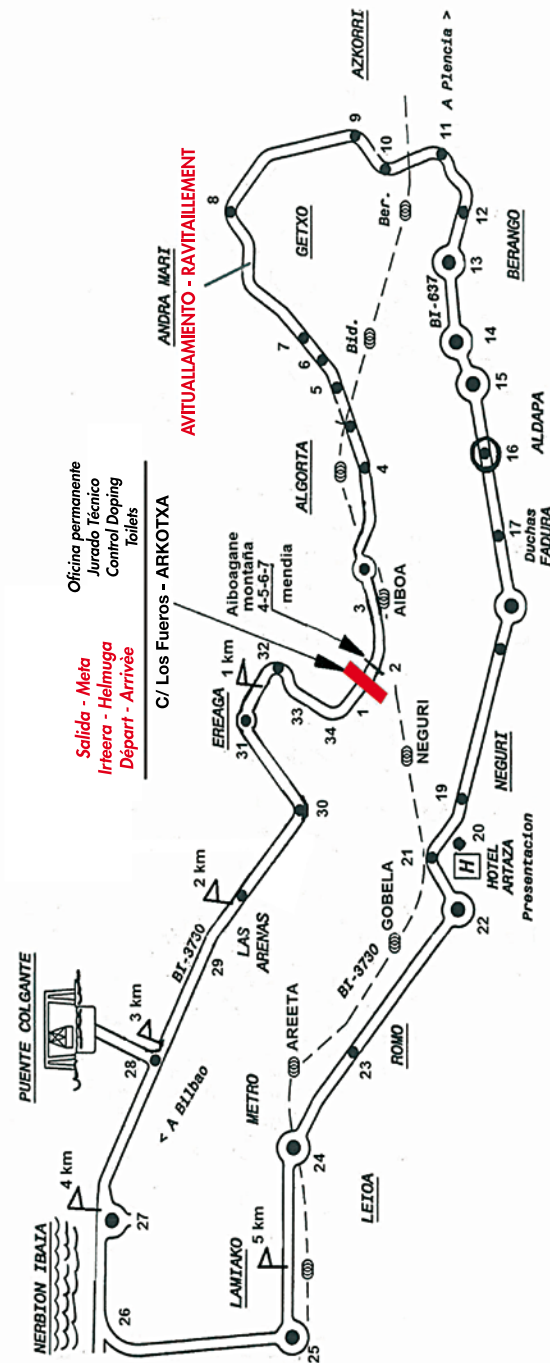 NERBION IBAIA
PUENTE COLGANTE
Salida - Meta
Irteera - Helmuga
Départ - Arrivèe
Oficina permanente
Jurado Técnico
Control Doping
Toilets
C/ Los Fueros - ARKOTXA
ANDRA MARI
AVITUALLAMIENTO - RAVITAILLEMENT
AZKORRI
GETXO
ALGORTA
Aiboagane
montaña
4-5-6-7
mendia
EREAGA
1 km
2 km
3 km
4 km
5 km
BI-3730
LAS
ARENAS
< A Bilbao
METRO
AREETA
GOBELA
BI-3730
NEGURI
AIBOA
Bid.
Ber.
A Plencia >
BERANGO
BI-637
ALDAPA
Duchas
FADURA
NEGURI
H
HOTEL
ARTAZA
Presentacion
ROMO
LEIOA
LAMIAKO
1
2
3
4
5
6
7
8
9
10
11
12
13
14
15
16
17
19
20
21
22
23
24
25
26
27
28
29
30
31
32
33
34